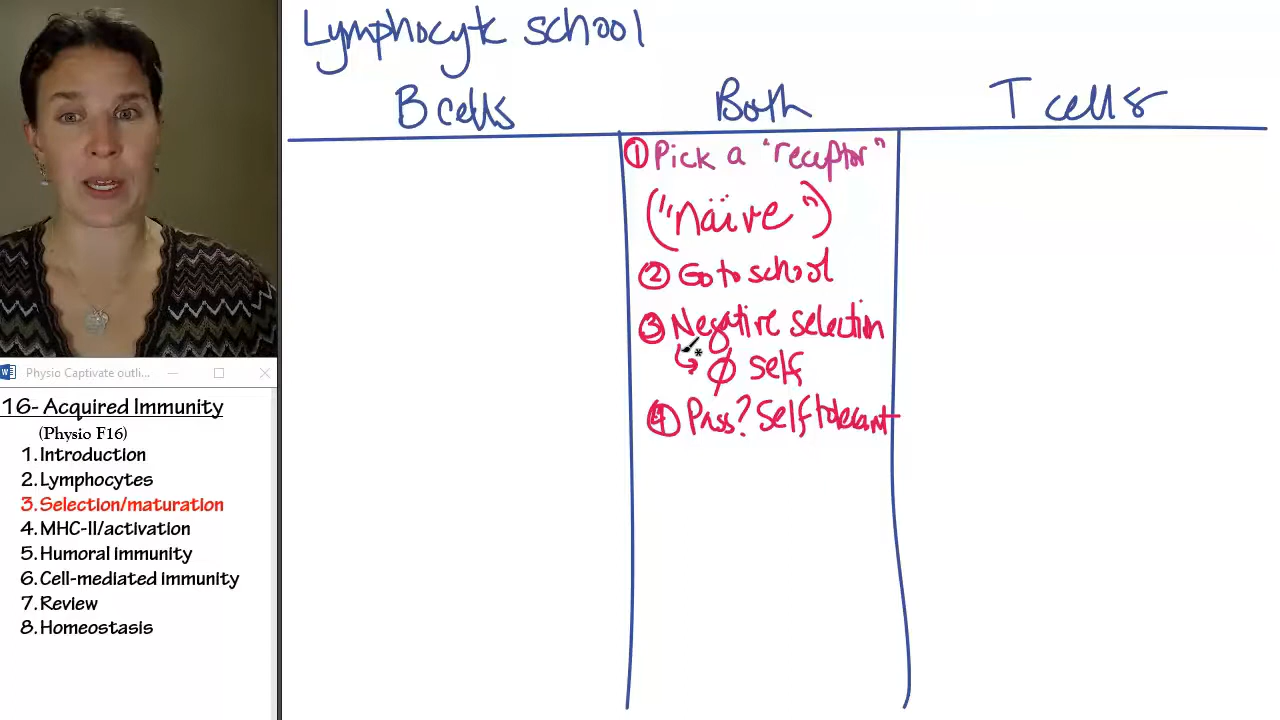 Lymphocyte school
B cells
Both
T cells
① Pick a "receptor"
("naïve")
② Go to school
③ Negative selection
↳ Ø self
④ Pass? Self tolerant
Physio Captivate outli...
16- Acquired Immunity
(Physio F16)
1. Introduction
2. Lymphocytes
3. Selection/maturation
4. MHC-II/activation
5. Humoral immunity
6. Cell-mediated immunity
7. Review
8. Homeostasis